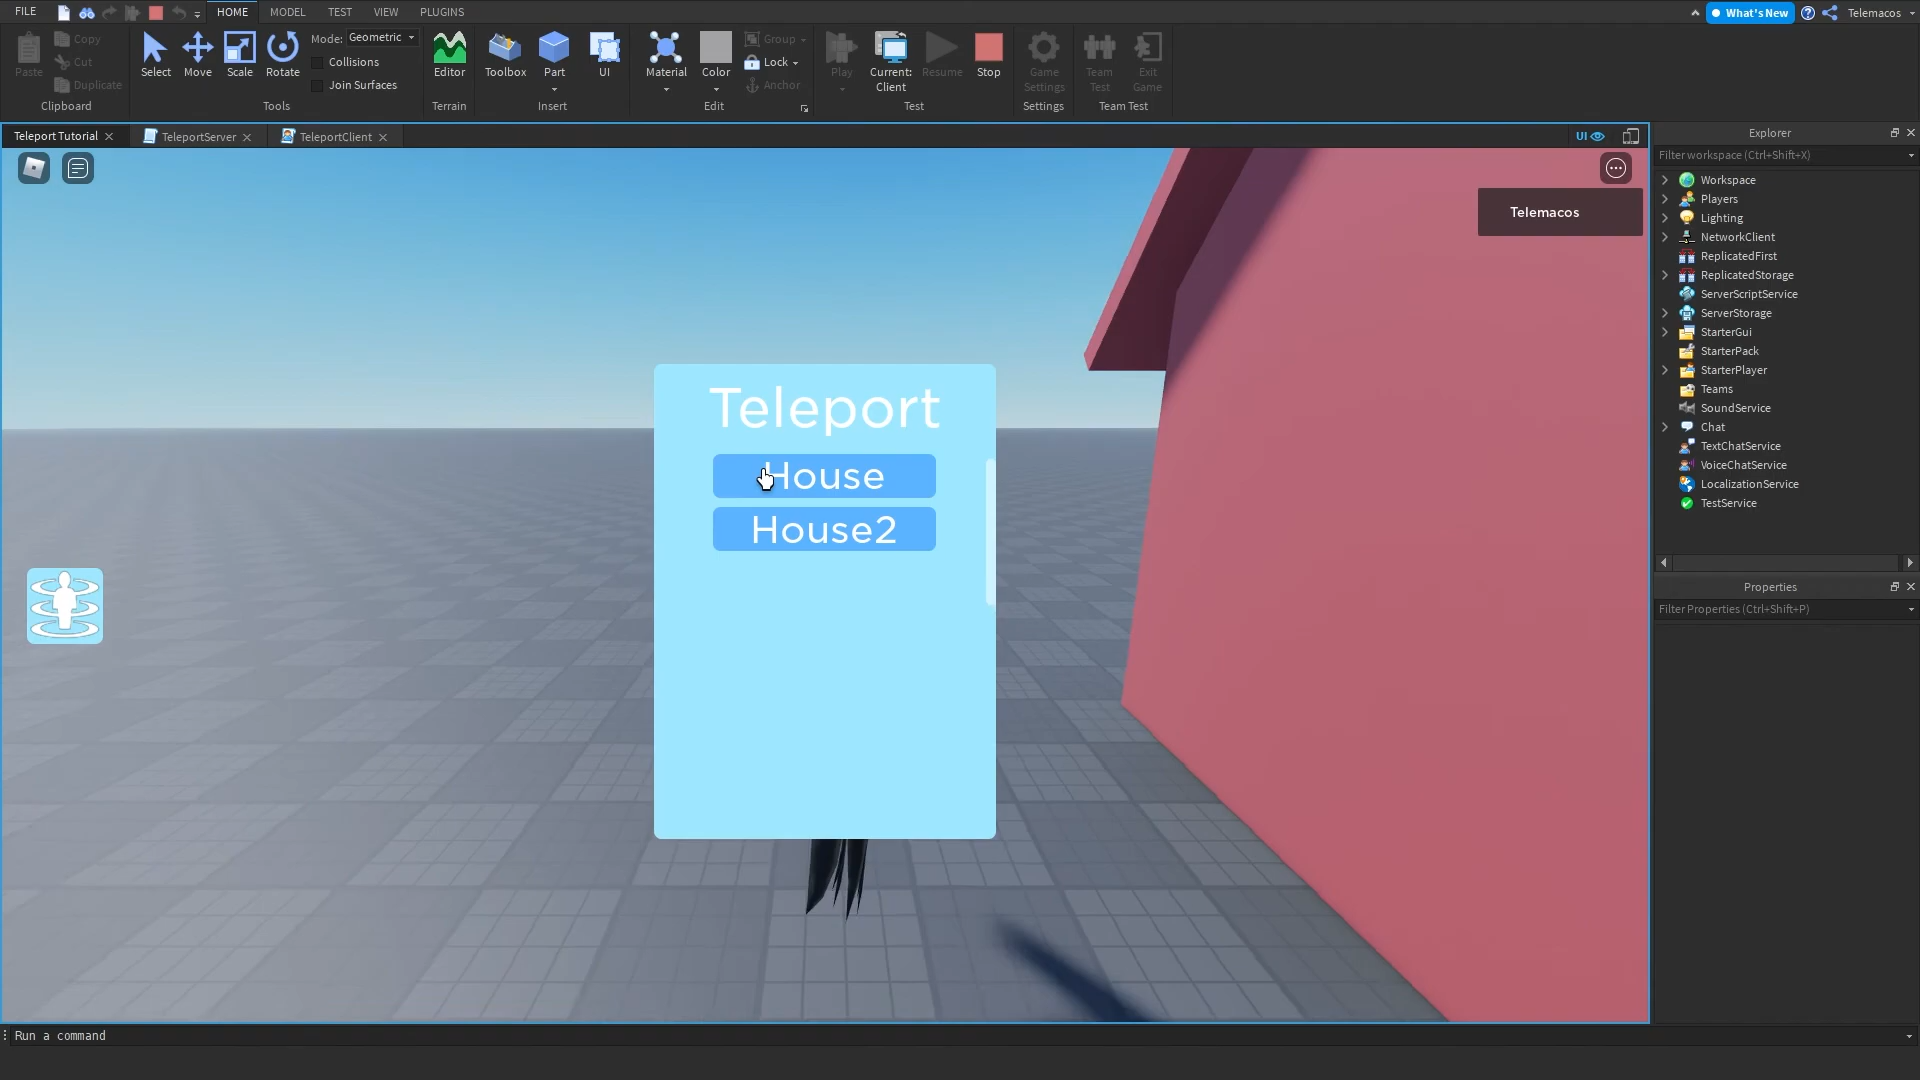 FILE HOME MODEL TEST VIEW PLUGINS What's New Telemacos
Paste Copy Cut Duplicate Clipboard
Select Move Scale Rotate Mode: Geometric Collisions Join Surfaces Tools
Editor Terrain
Toolbox Part UI Insert
Material Color Group Lock Anchor Edit
Play Current: Client Resume Stop Test
Game Settings Settings
Team Test Exit Game Team Test
Teleport Tutorial TeleportServer TeleportClient UI
Telemacos
Teleport
House
House2
Explorer
Filter workspace (Ctrl+Shift+X)
Workspace
Players
Lighting
NetworkClient
ReplicatedFirst
ReplicatedStorage
ServerScriptService
ServerStorage
StarterGui
StarterPack
StarterPlayer
Teams
SoundService
Chat
TextChatService
VoiceChatService
LocalizationService
TestService
Properties
Filter Properties (Ctrl+Shift+P)
Run a command